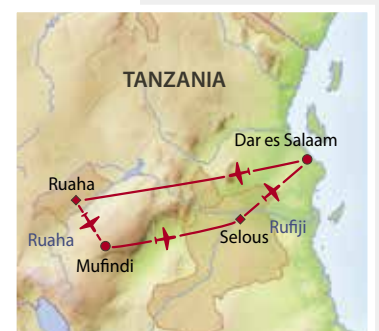 TANZANIA
Dar es Salaam
Ruaha
Rufiji
Selous
Ruaha
Mufindi